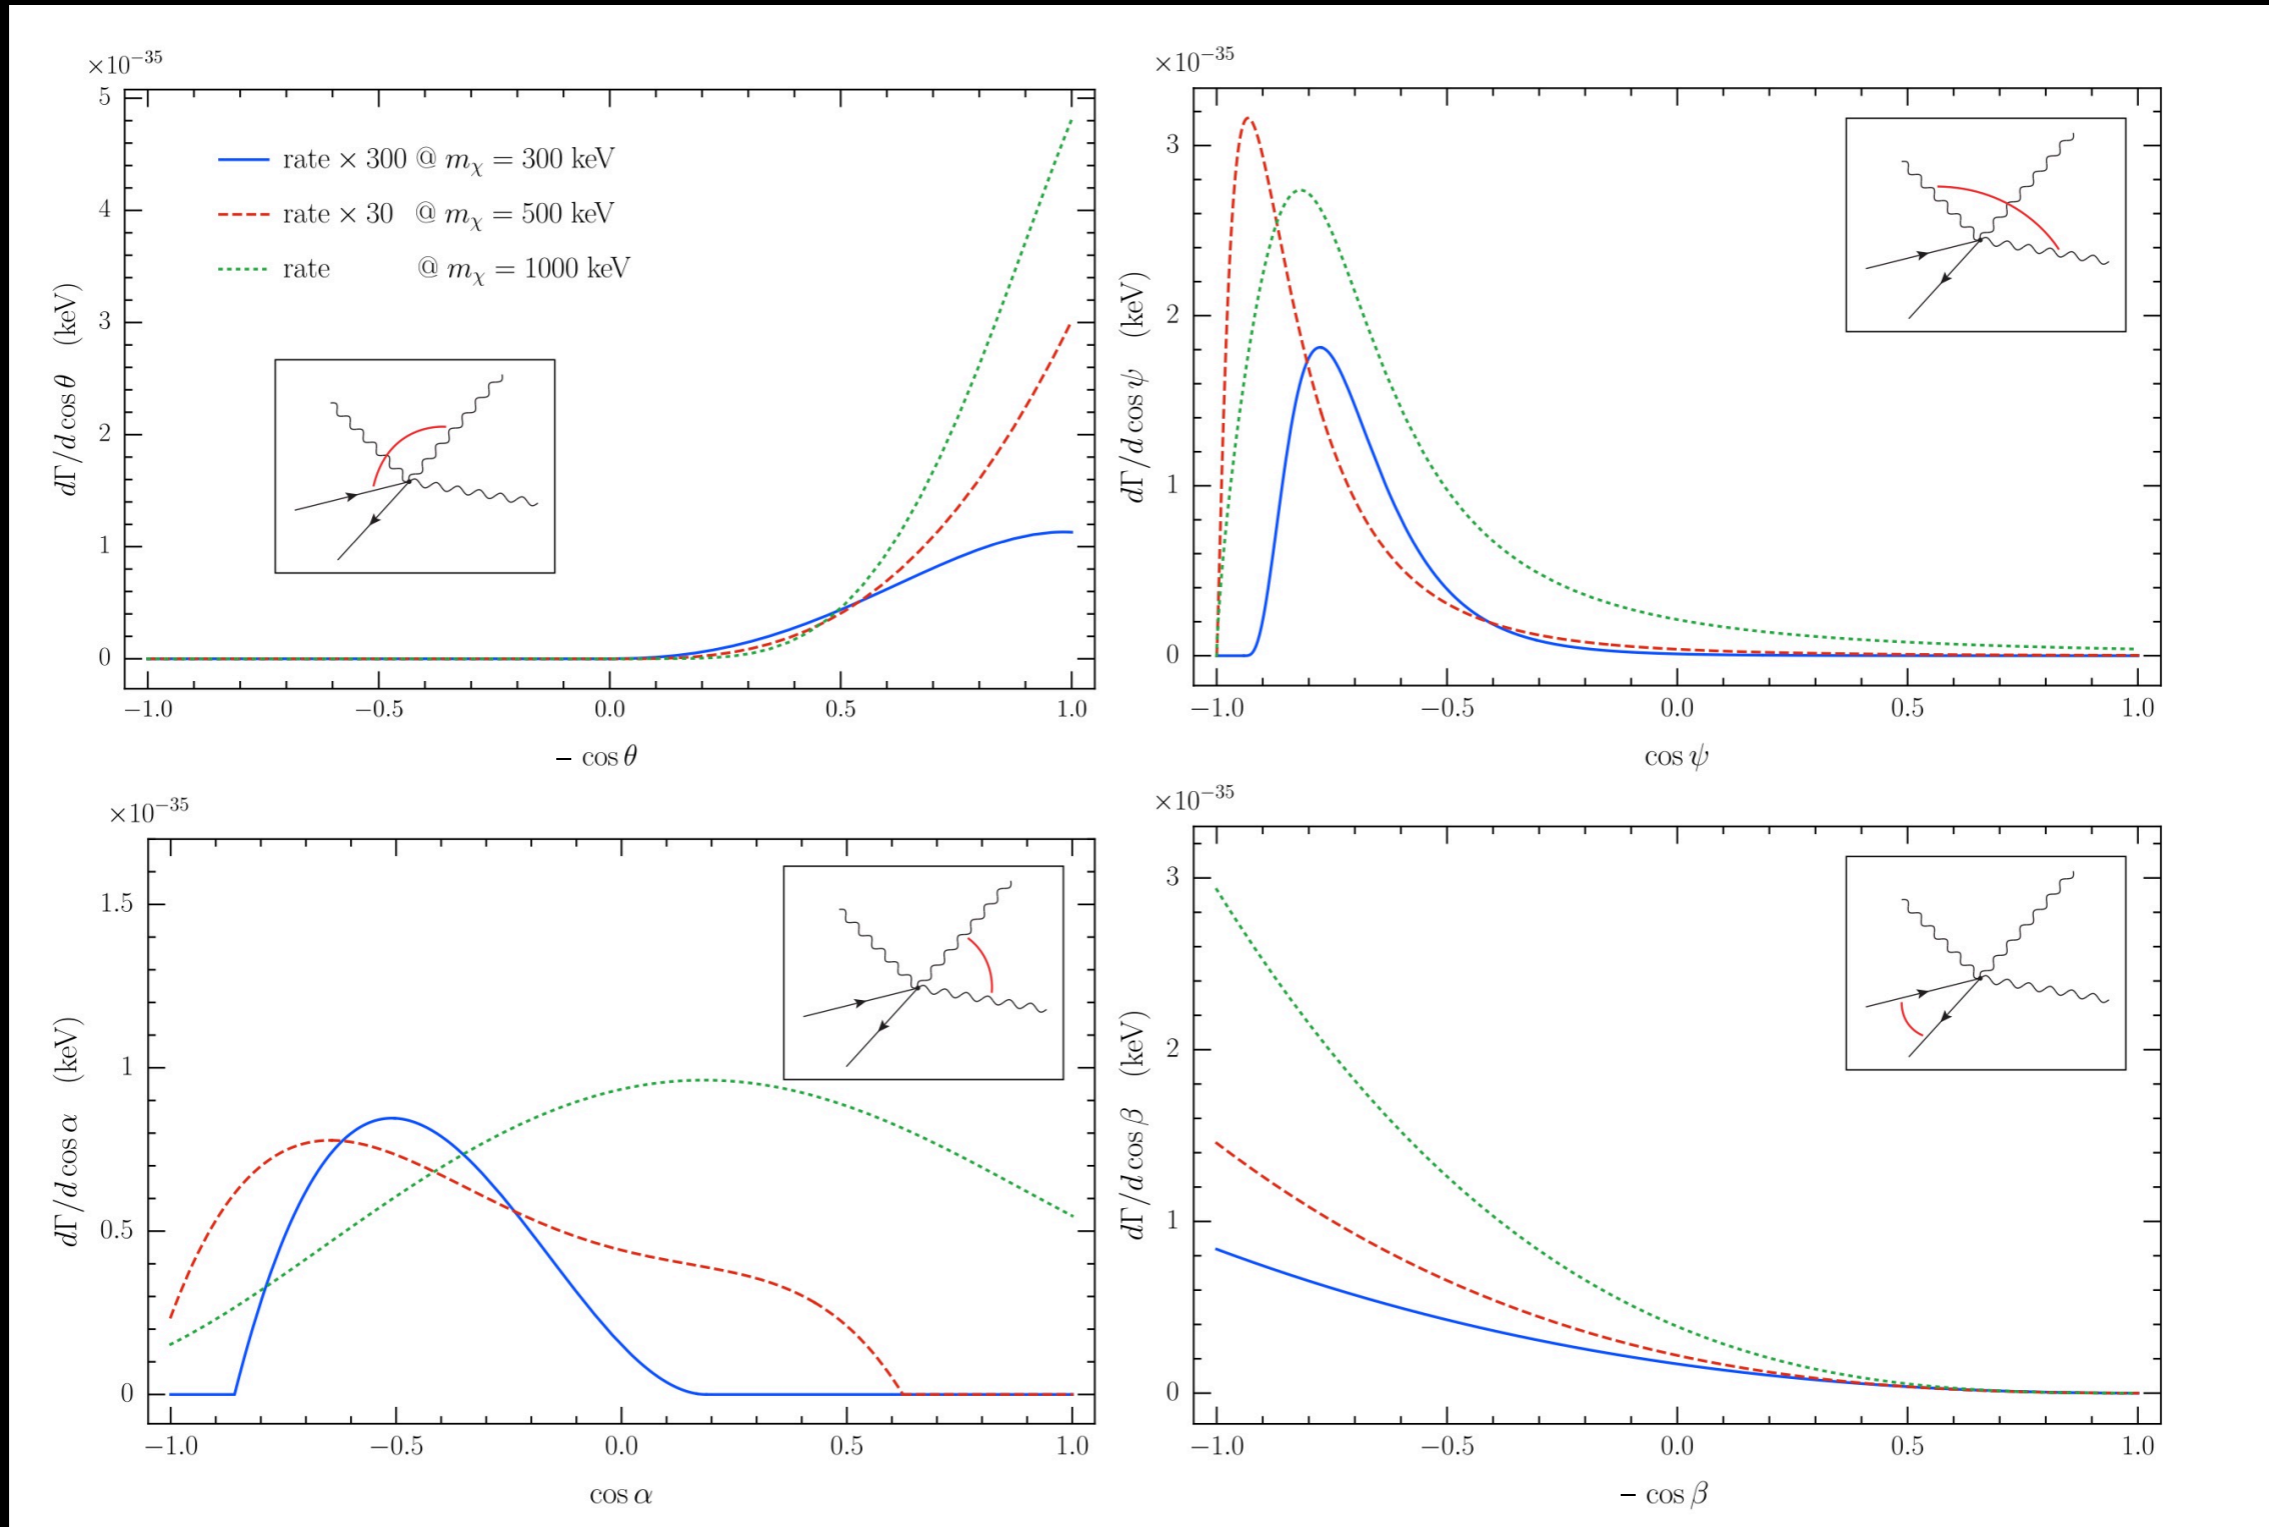 ×10⁻³⁵
5
4
3
2
1
0
dΓ/d cos θ (keV)
rate × 300 @ mχ = 300 keV
rate × 30 @ mχ = 500 keV
rate @ mχ = 1000 keV
−1.0 −0.5 0.0 0.5 1.0
− cos θ
×10⁻³⁵
3
2
1
0
dΓ/d cos ψ (keV)
−1.0 −0.5 0.0 0.5 1.0
cos ψ
×10⁻³⁵
1.5
1
0.5
0
dΓ/d cos α (keV)
−1.0 −0.5 0.0 0.5 1.0
cos α
×10⁻³⁵
3
2
1
0
dΓ/d cos β (keV)
−1.0 −0.5 0.0 0.5 1.0
− cos β